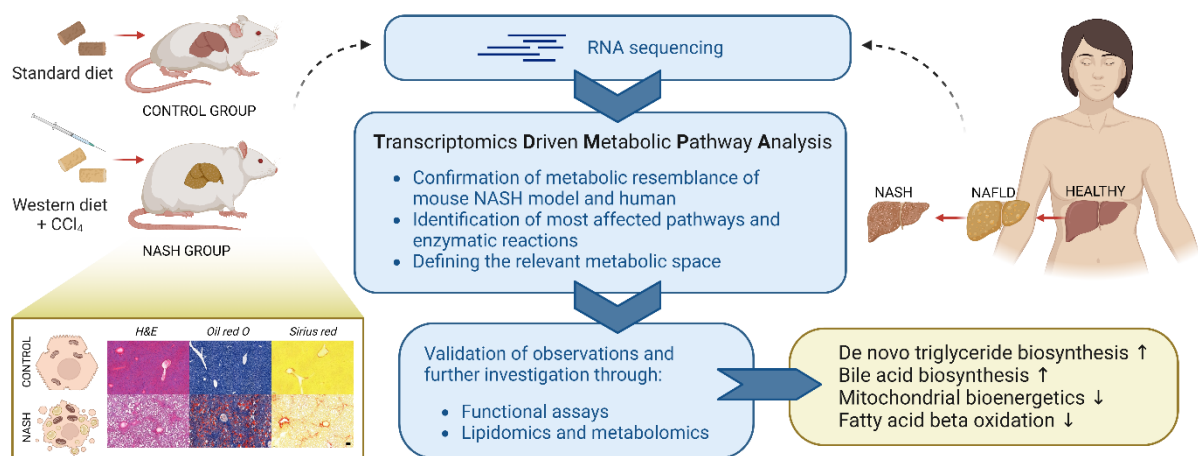 Standard diet
CONTROL GROUP
Western diet
+ CCl₄
NASH GROUP
H&E
Oil red O
Sirius red
CONTROL
NASH
RNA sequencing
Transcriptomics Driven Metabolic Pathway Analysis
• Confirmation of metabolic resemblance of
mouse NASH model and human
• Identification of most affected pathways and
enzymatic reactions
• Defining the relevant metabolic space
Validation of observations and
further investigation through:
• Functional assays
• Lipidomics and metabolomics
De novo triglyceride biosynthesis ↑
Bile acid biosynthesis ↑
Mitochondrial bioenergetics ↓
Fatty acid beta oxidation ↓
NASH
NAFLD
HEALTHY